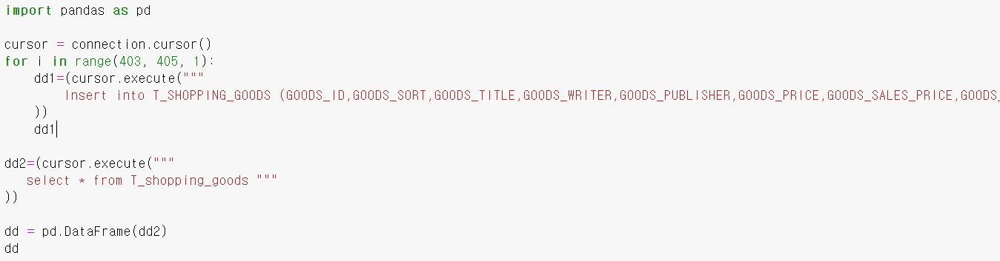 import pandas as pd
cursor = connection.cursor()
for i in range(403, 405, 1):
dd1=(cursor.execute("""
Insert into T_SHOPPING_GOODS (GOODS_ID,GOODS_SORT,GOODS_TITLE,GOODS_WRITER,GOODS_PUBLISHER,GOODS_PRICE,GOODS_SALES_PRICE,GOODS_
))
dd1
dd2=(cursor.execute("""
select * from T_shopping_goods """
))
dd = pd.DataFrame(dd2)
dd